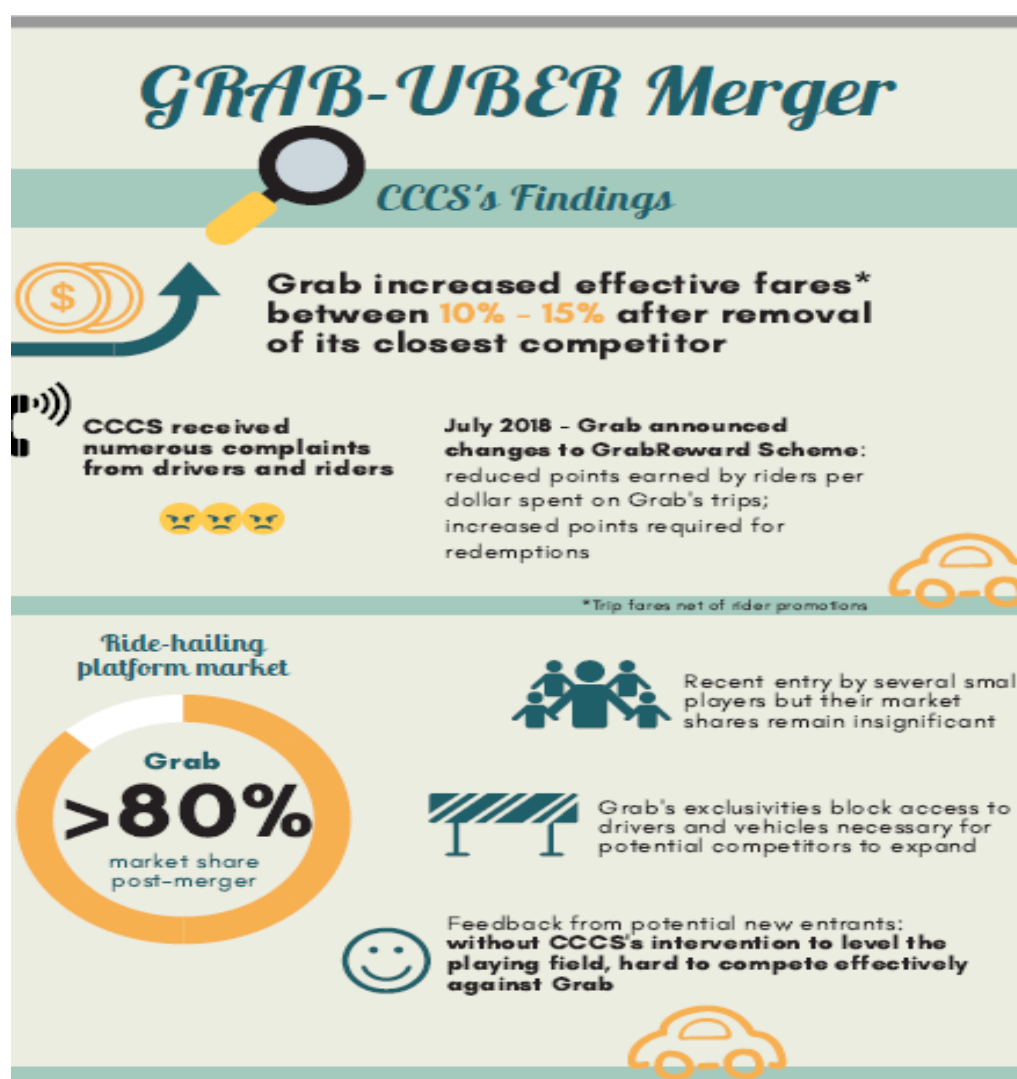 GRAB-UBER Merger
CCCS's Findings
$
Grab increased effective fares*
between 10% - 15% after removal
of its closest competitor
CCCS received
numerous complaints
from drivers and riders
July 2018 - Grab announced
changes to GrabReward Scheme:
reduced points earned by riders per
dollar spent on Grab's trips;
increased points required for
redemptions
*Trip fares net of rider promotions
Ride-hailing
platform market
Grab
>80%
market share
post-merger
Recent entry by several smal
players but their market
shares remain insignificant
Grab's exclusivities block access to
drivers and vehicles necessary for
potential competitors to expand
Feedback from potential new entrants:
without CCCS's intervention to level the
playing field, hard to compete effectively
against Grab